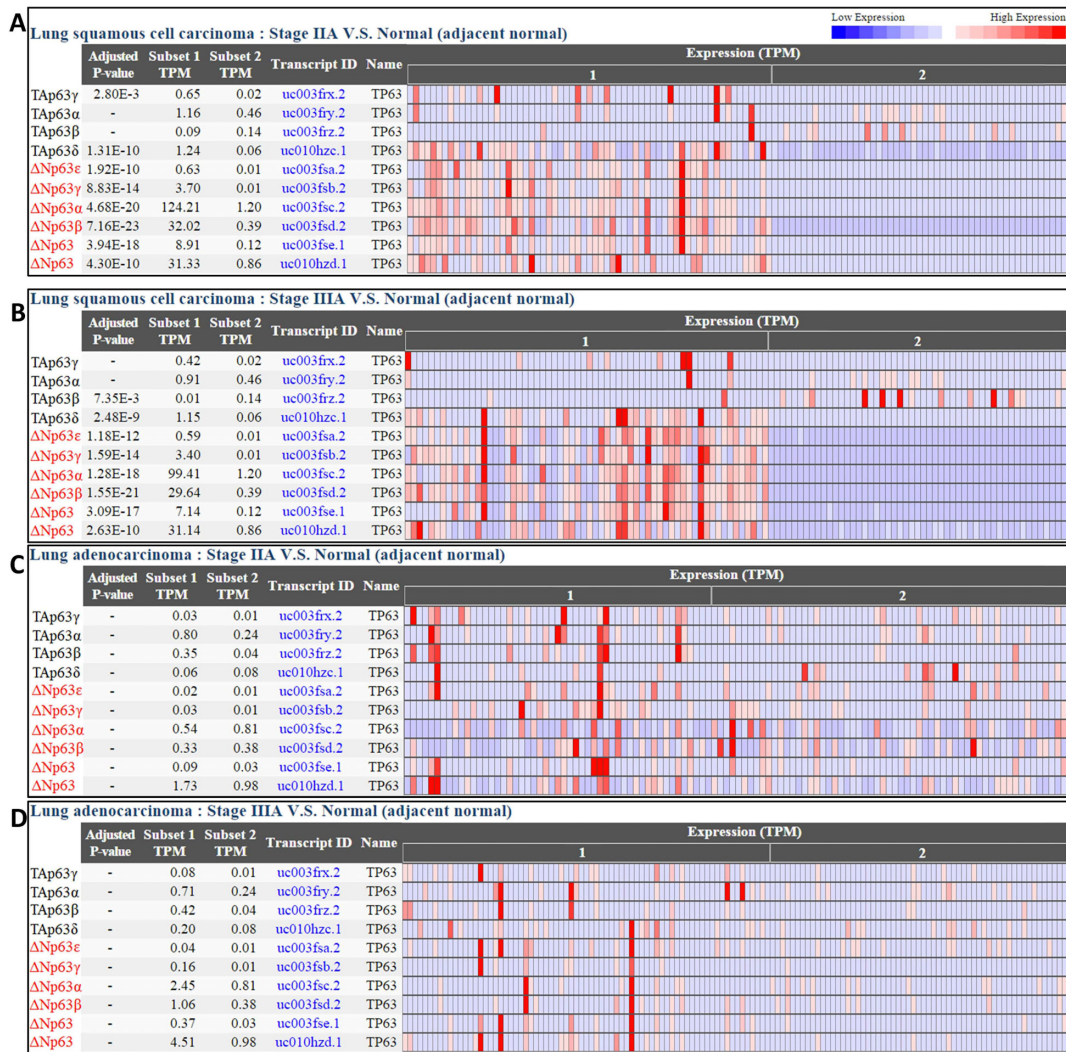 A
Lung squamous cell carcinoma : Stage IIA V.S. Normal (adjacent normal)
Low Expression High Expression
Adjusted P-value Subset 1 TPM Subset 2 TPM Transcript ID Name Expression (TPM)
1 2
TAp63γ 2.80E-3 0.65 0.02 uc003frx.2 TP63
TAp63α - 1.16 0.46 uc003fry.2 TP63
TAp63β - 0.09 0.14 uc003frz.2 TP63
TAp63δ 1.31E-10 1.24 0.06 uc010hzc.1 TP63
ΔNp63ε 1.92E-10 0.63 0.01 uc003fsa.2 TP63
ΔNp63γ 8.83E-14 3.70 0.01 uc003fsb.2 TP63
ΔNp63α 4.68E-20 124.21 1.20 uc003fsc.2 TP63
ΔNp63β 7.16E-23 32.02 0.39 uc003fsd.2 TP63
ΔNp63 3.94E-18 8.91 0.12 uc003fse.1 TP63
ΔNp63 4.30E-10 31.33 0.86 uc010hzd.1 TP63
B
Lung squamous cell carcinoma : Stage IIIA V.S. Normal (adjacent normal)
Adjusted P-value Subset 1 TPM Subset 2 TPM Transcript ID Name Expression (TPM)
1 2
TAp63γ - 0.42 0.02 uc003frx.2 TP63
TAp63α - 0.91 0.46 uc003fry.2 TP63
TAp63β 7.35E-3 0.01 0.14 uc003frz.2 TP63
TAp63δ 2.48E-9 1.15 0.06 uc010hzc.1 TP63
ΔNp63ε 1.18E-12 0.59 0.01 uc003fsa.2 TP63
ΔNp63γ 1.59E-14 3.40 0.01 uc003fsb.2 TP63
ΔNp63α 1.28E-18 99.41 1.20 uc003fsc.2 TP63
ΔNp63β 1.55E-21 29.64 0.39 uc003fsd.2 TP63
ΔNp63 3.09E-17 7.14 0.12 uc003fse.1 TP63
ΔNp63 2.63E-10 31.14 0.86 uc010hzd.1 TP63
C
Lung adenocarcinoma : Stage IIA V.S. Normal (adjacent normal)
Adjusted P-value Subset 1 TPM Subset 2 TPM Transcript ID Name Expression (TPM)
1 2
TAp63γ - 0.03 0.01 uc003frx.2 TP63
TAp63α - 0.80 0.24 uc003fry.2 TP63
TAp63β - 0.35 0.04 uc003frz.2 TP63
TAp63δ - 0.06 0.08 uc010hzc.1 TP63
ΔNp63ε - 0.02 0.01 uc003fsa.2 TP63
ΔNp63γ - 0.03 0.01 uc003fsb.2 TP63
ΔNp63α - 0.54 0.81 uc003fsc.2 TP63
ΔNp63β - 0.33 0.38 uc003fsd.2 TP63
ΔNp63 - 0.09 0.03 uc003fse.1 TP63
ΔNp63 - 1.73 0.98 uc010hzd.1 TP63
D
Lung adenocarcinoma : Stage IIIA V.S. Normal (adjacent normal)
Adjusted P-value Subset 1 TPM Subset 2 TPM Transcript ID Name Expression (TPM)
1 2
TAp63γ - 0.08 0.01 uc003frx.2 TP63
TAp63α - 0.71 0.24 uc003fry.2 TP63
TAp63β - 0.42 0.04 uc003frz.2 TP63
TAp63δ - 0.20 0.08 uc010hzc.1 TP63
ΔNp63ε - 0.04 0.01 uc003fsa.2 TP63
ΔNp63γ - 0.16 0.01 uc003fsb.2 TP63
ΔNp63α - 2.45 0.81 uc003fsc.2 TP63
ΔNp63β - 1.06 0.38 uc003fsd.2 TP63
ΔNp63 - 0.37 0.03 uc003fse.1 TP63
ΔNp63 - 4.51 0.98 uc010hzd.1 TP63